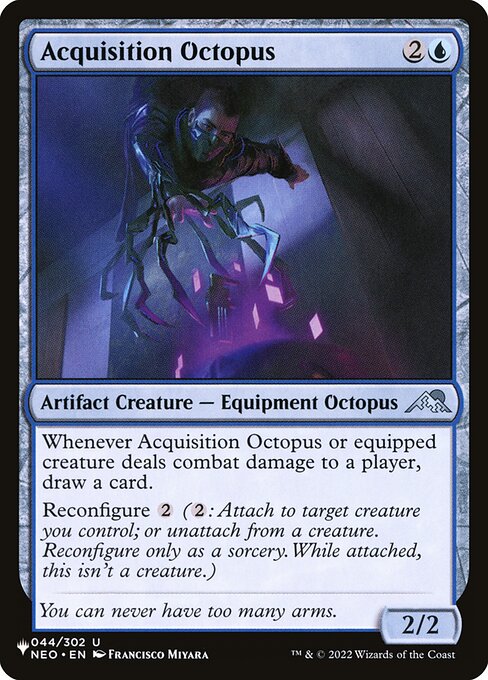 Acquisition Octopus 2
Artifact Creature — Equipment Octopus
Whenever Acquisition Octopus or equipped
creature deals combat damage to a player,
draw a card.
Reconfigure 2 (2: Attach to target creature
you control; or unattach from a creature.
Reconfigure only as a sorcery. While attached,
this isn't a creature.)
You can never have too many arms.
2/2
044/302 U
NEO • EN Francisco Miyara
™ & © 2022 Wizards of the Coast